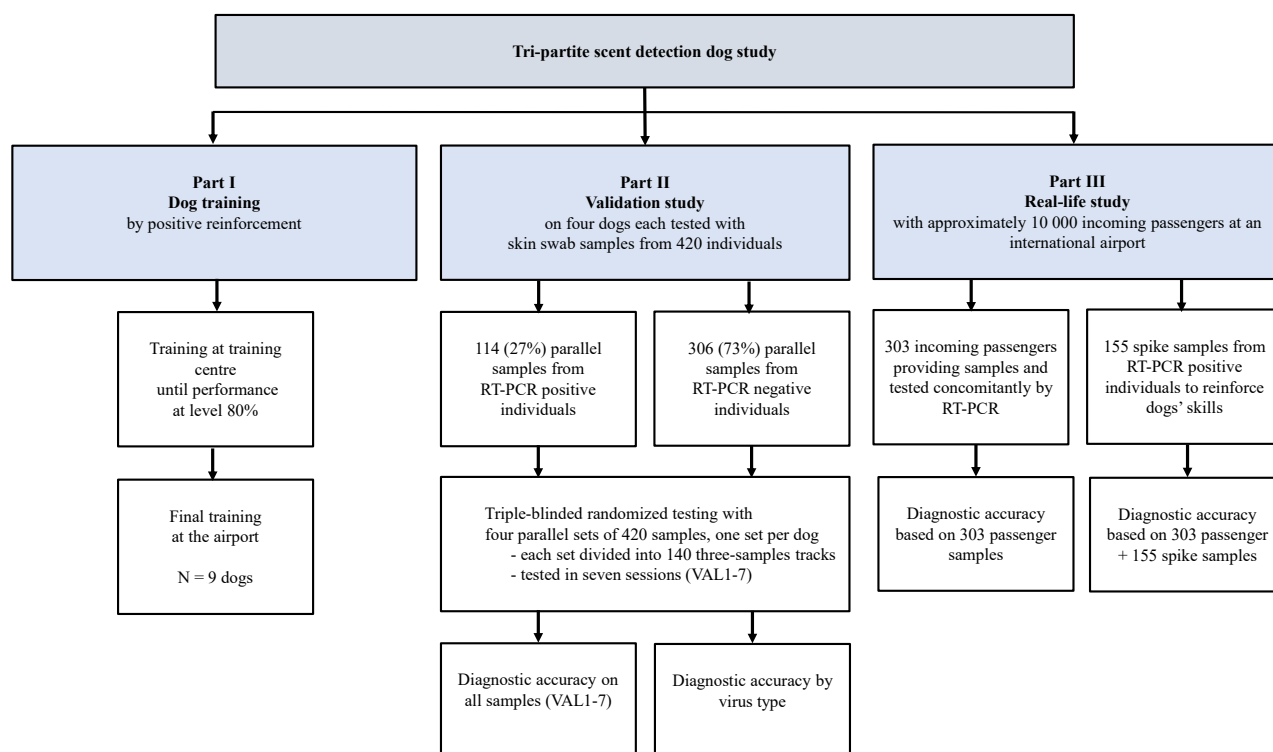 Tri-partite scent detection dog study
Part I
Dog training
by positive reinforcement
Part II
Validation study
on four dogs each tested with
skin swab samples from 420 individuals
Part III
Real-life study
with approximately 10 000 incoming passengers at an
international airport
Training at training
centre
until performance
at level 80%
114 (27%) parallel
samples from
RT-PCR positive
individuals
306 (73%) parallel
samples from
RT-PCR negative
individuals
303 incoming passengers
providing samples and
tested concomitantly by
RT-PCR
155 spike samples from
RT-PCR positive
individuals to reinforce
dogs’ skills
Final training
at the airport
N = 9 dogs
Triple-blinded randomized testing with
four parallel sets of 420 samples, one set per dog
- each set divided into 140 three-samples tracks
- tested in seven sessions (VAL1-7)
Diagnostic accuracy
based on 303 passenger
samples
Diagnostic accuracy
based on 303 passenger
+ 155 spike samples
Diagnostic accuracy on
all samples (VAL1-7)
Diagnostic accuracy by
virus type